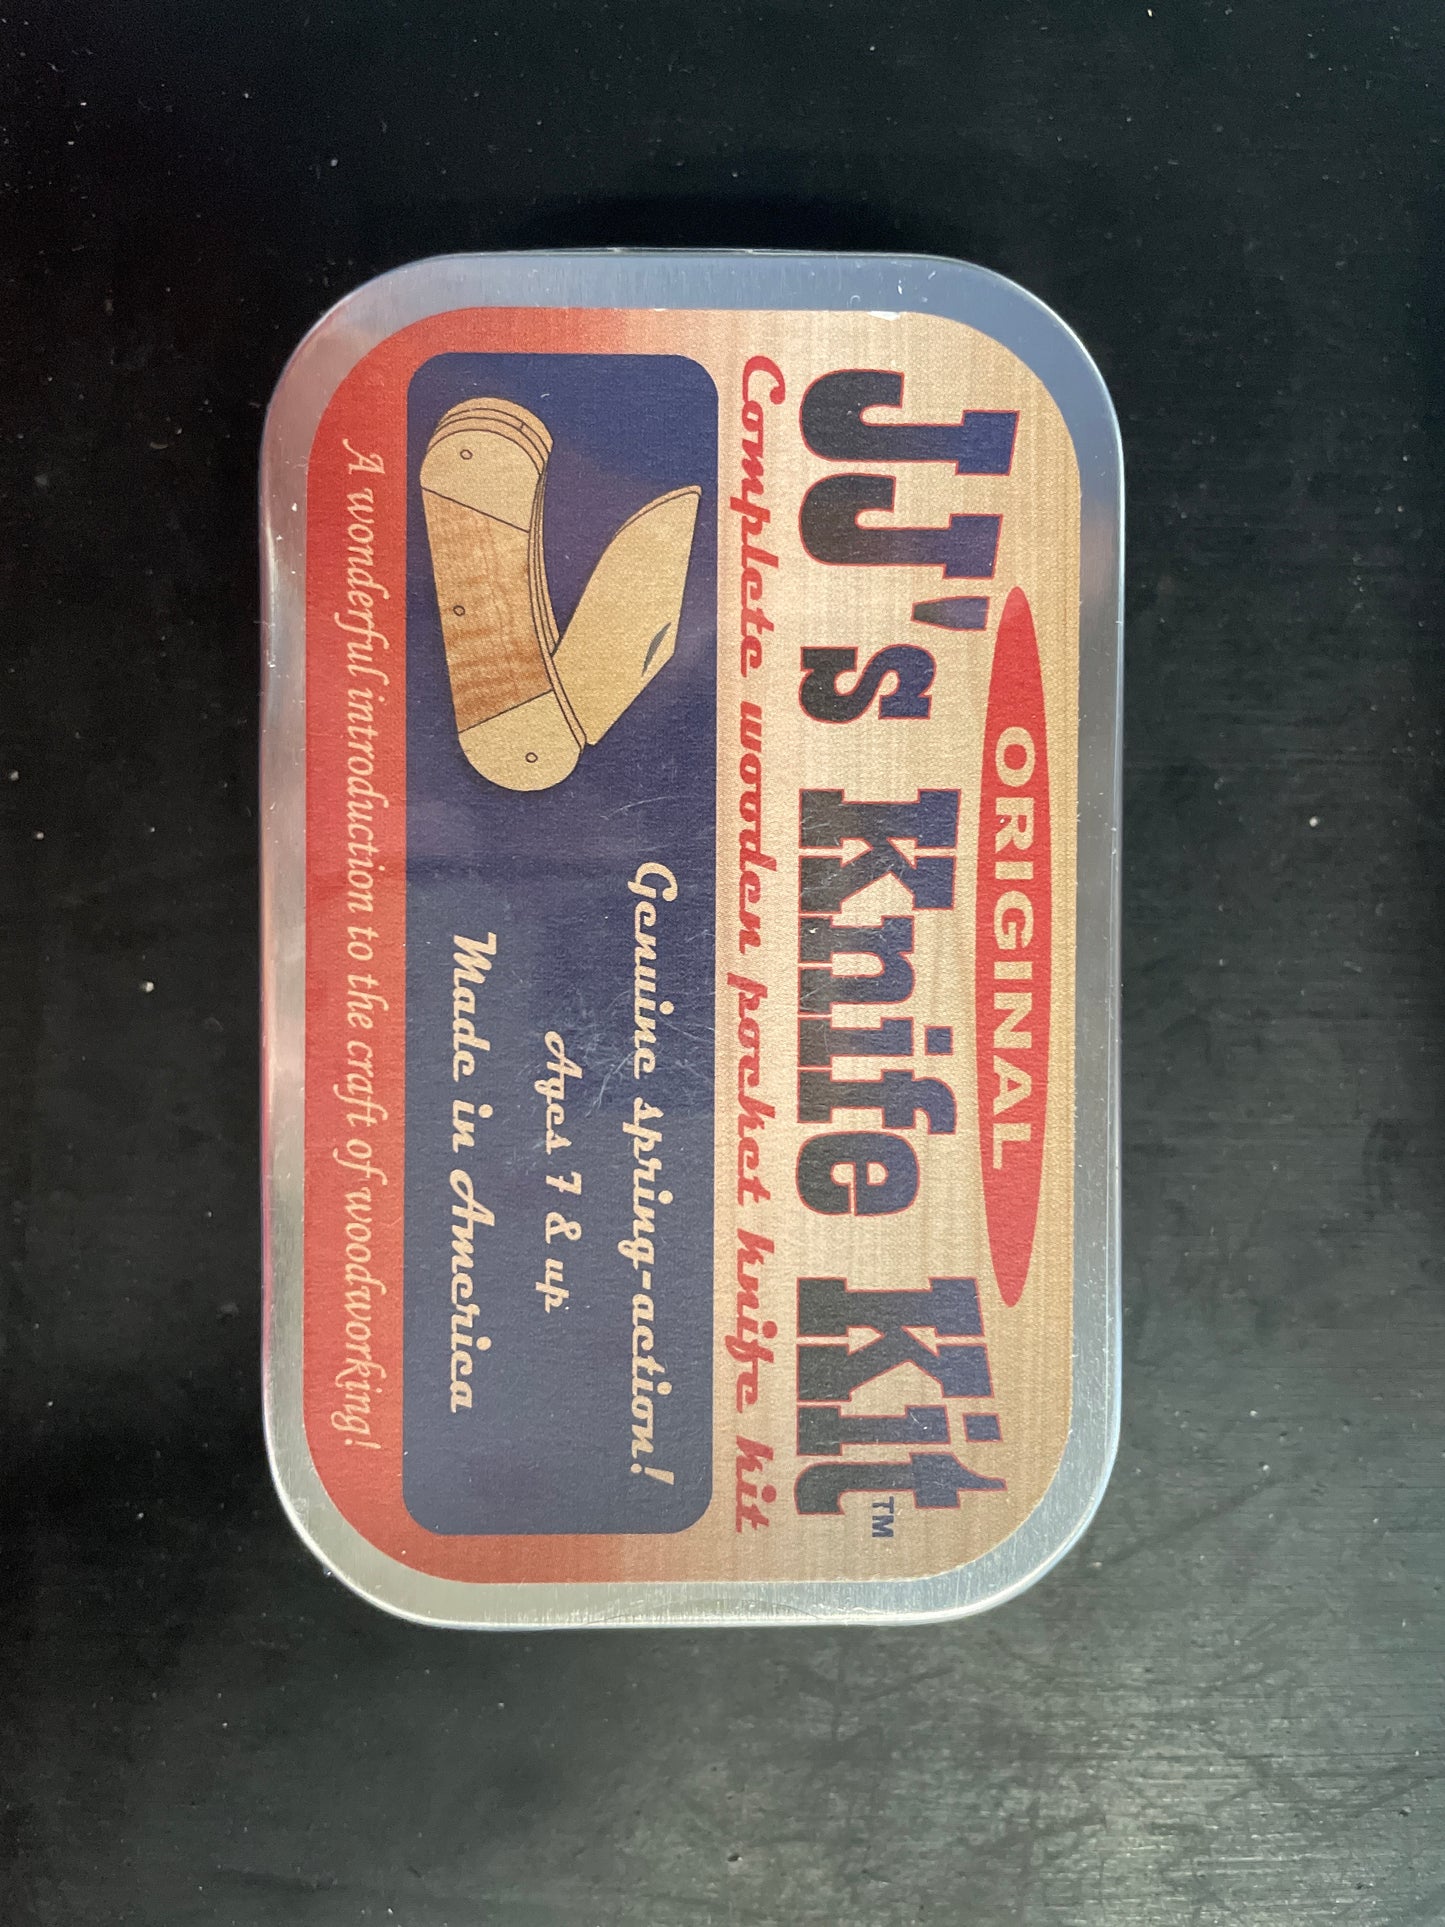 ORIGINAL
JJ's Knife Kit™
Complete wooden pocket knife kit
Genuine spring-action!
Ages 7 & up
Made in America
A wonderful introduction to the craft of woodworking!